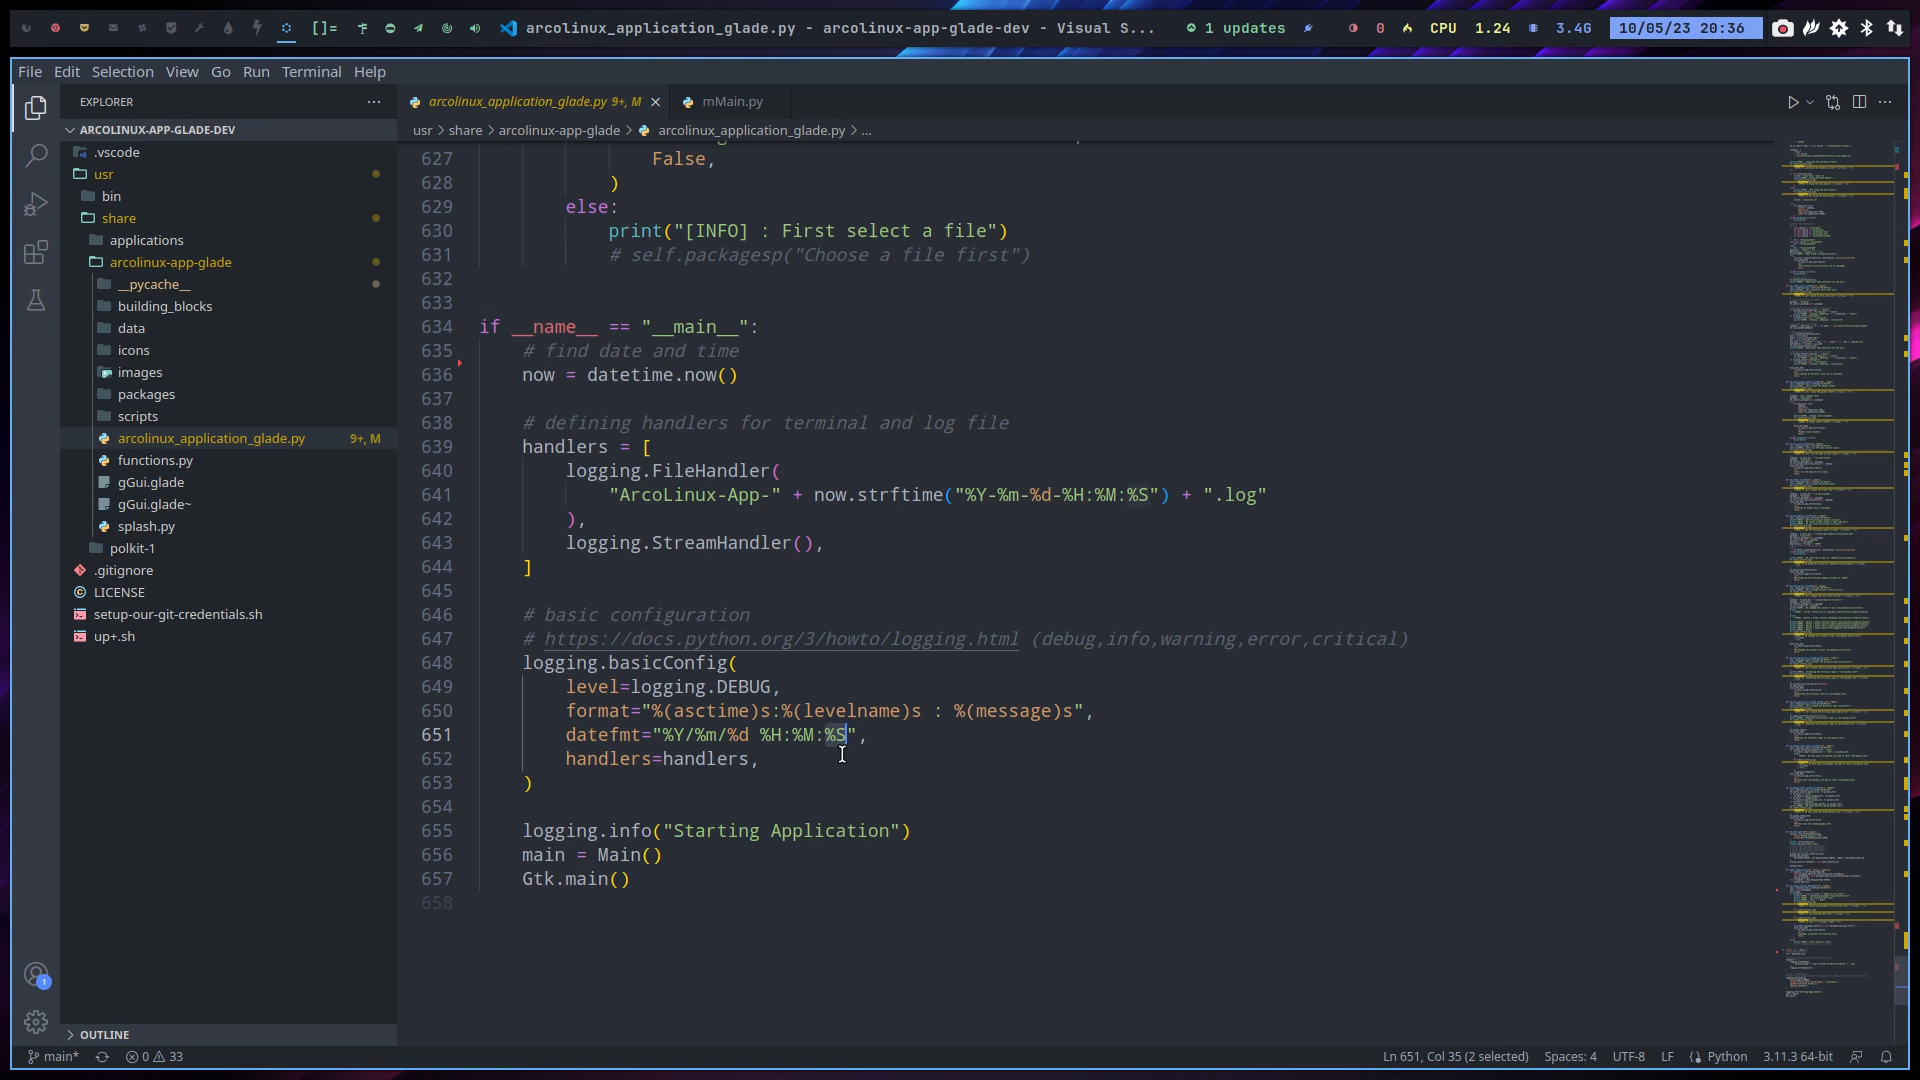 []=
arcolinux_application_glade.py - arcolinux-app-glade-dev - Visual S...
1 updates
0
CPU 1.24
3.4G
10/05/23 20:36
File Edit Selection View Go Run Terminal Help
EXPLORER
arcolinux_application_glade.py 9+, M
mMain.py
ARCOLINUX-APP-GLADE-DEV
usr > share > arcolinux-app-glade > arcolinux_application_glade.py > ...
.vscode
usr
bin
share
applications
arcolinux-app-glade
__pycache__
building_blocks
data
icons
images
packages
scripts
arcolinux_application_glade.py 9+, M
functions.py
gGui.glade
gGui.glade~
splash.py
polkit-1
.gitignore
LICENSE
setup-our-git-credentials.sh
up+.sh
OUTLINE
627 False,
628 )
629 else:
630 print("[INFO] : First select a file")
631 # self.packagesp("Choose a file first")
632
633
634 if __name__ == "__main__":
635 # find date and time
636 now = datetime.now()
637
638 # defining handlers for terminal and log file
639 handlers = [
640 logging.FileHandler(
641 "ArcoLinux-App-" + now.strftime("%Y-%m-%d-%H:%M:%S") + ".log"
642 ),
643 logging.StreamHandler(),
644 ]
645
646 # basic configuration
647 # https://docs.python.org/3/howto/logging.html (debug,info,warning,error,critical)
648 logging.basicConfig(
649 level=logging.DEBUG,
650 format="%(asctime)s:%(levelname)s : %(message)s",
651 datefmt="%Y/%m/%d %H:%M:%S",
652 handlers=handlers,
653 )
654
655 logging.info("Starting Application")
656 main = Main()
657 Gtk.main()
658
1
main* 0 33
Ln 651, Col 35 (2 selected) Spaces: 4 UTF-8 LF Python 3.11.3 64-bit